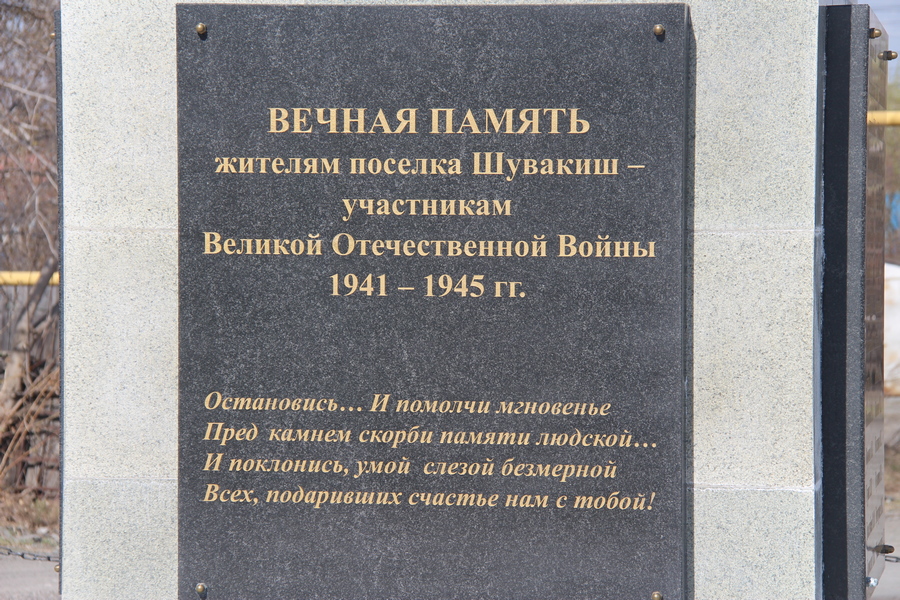 ВЕЧНАЯ ПАМЯТЬ
жителям поселка Шувакиш –
участникам
Великой Отечественной Войны
1941 – 1945 гг.
Остановись... И помолчи мгновенье
Пред камнем скорби памяти людской...
И поклонись, умой слезой безмерной
Всех, подаривших счастье нам с тобой!